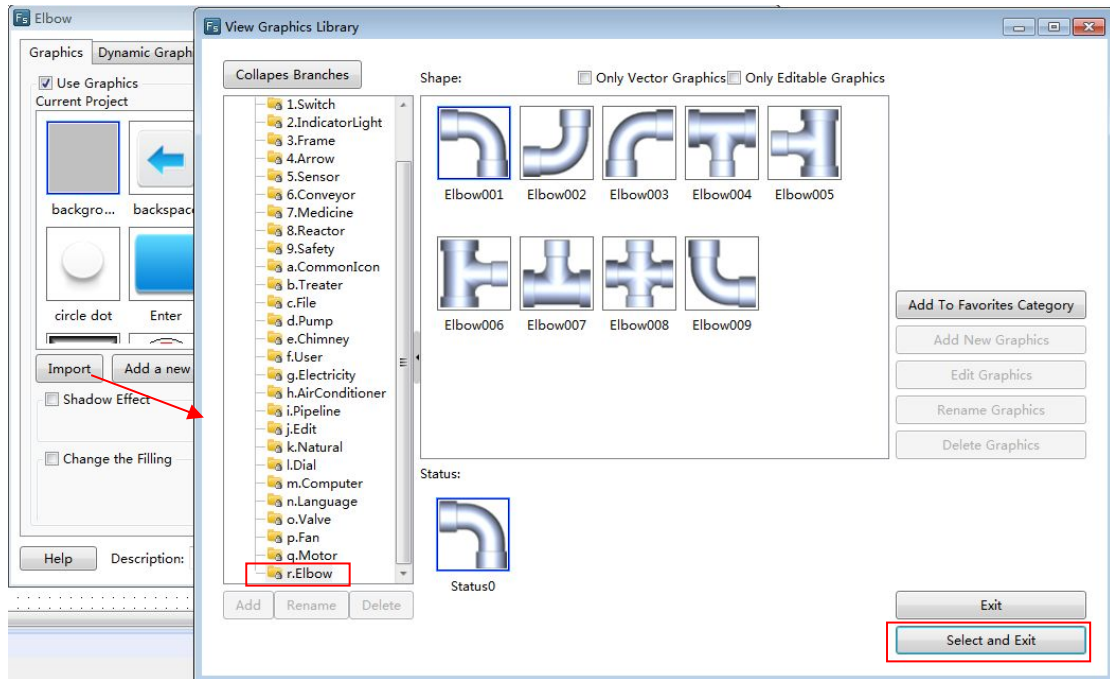 Elbow
Graphics
Dynamic Graph
Use Graphics
Current Project
backgro...
backspac
circle dot
Enter
Import
Add a new
Shadow Effect
Change the Filling
Help
Description:
View Graphics Library
Collapes Branches
1.Switch
2.IndicatorLight
3.Frame
4.Arrow
5.Sensor
6.Conveyor
7.Medicine
8.Reactor
9.Safety
a.CommonIcon
b.Treater
c.File
d.Pump
e.Chimney
f.User
g.Electricity
h.AirConditioner
i.Pipeline
j.Edit
k.Natural
l.Dial
m.Computer
n.Language
o.Valve
p.Fan
q.Motor
r.Elbow
Add
Rename
Delete
Shape:
Only Vector Graphics
Only Editable Graphics
Elbow001
Elbow002
Elbow003
Elbow004
Elbow005
Elbow006
Elbow007
Elbow008
Elbow009
Status:
Status0
Add To Favorites Category
Add New Graphics
Edit Graphics
Rename Graphics
Delete Graphics
Exit
Select and Exit